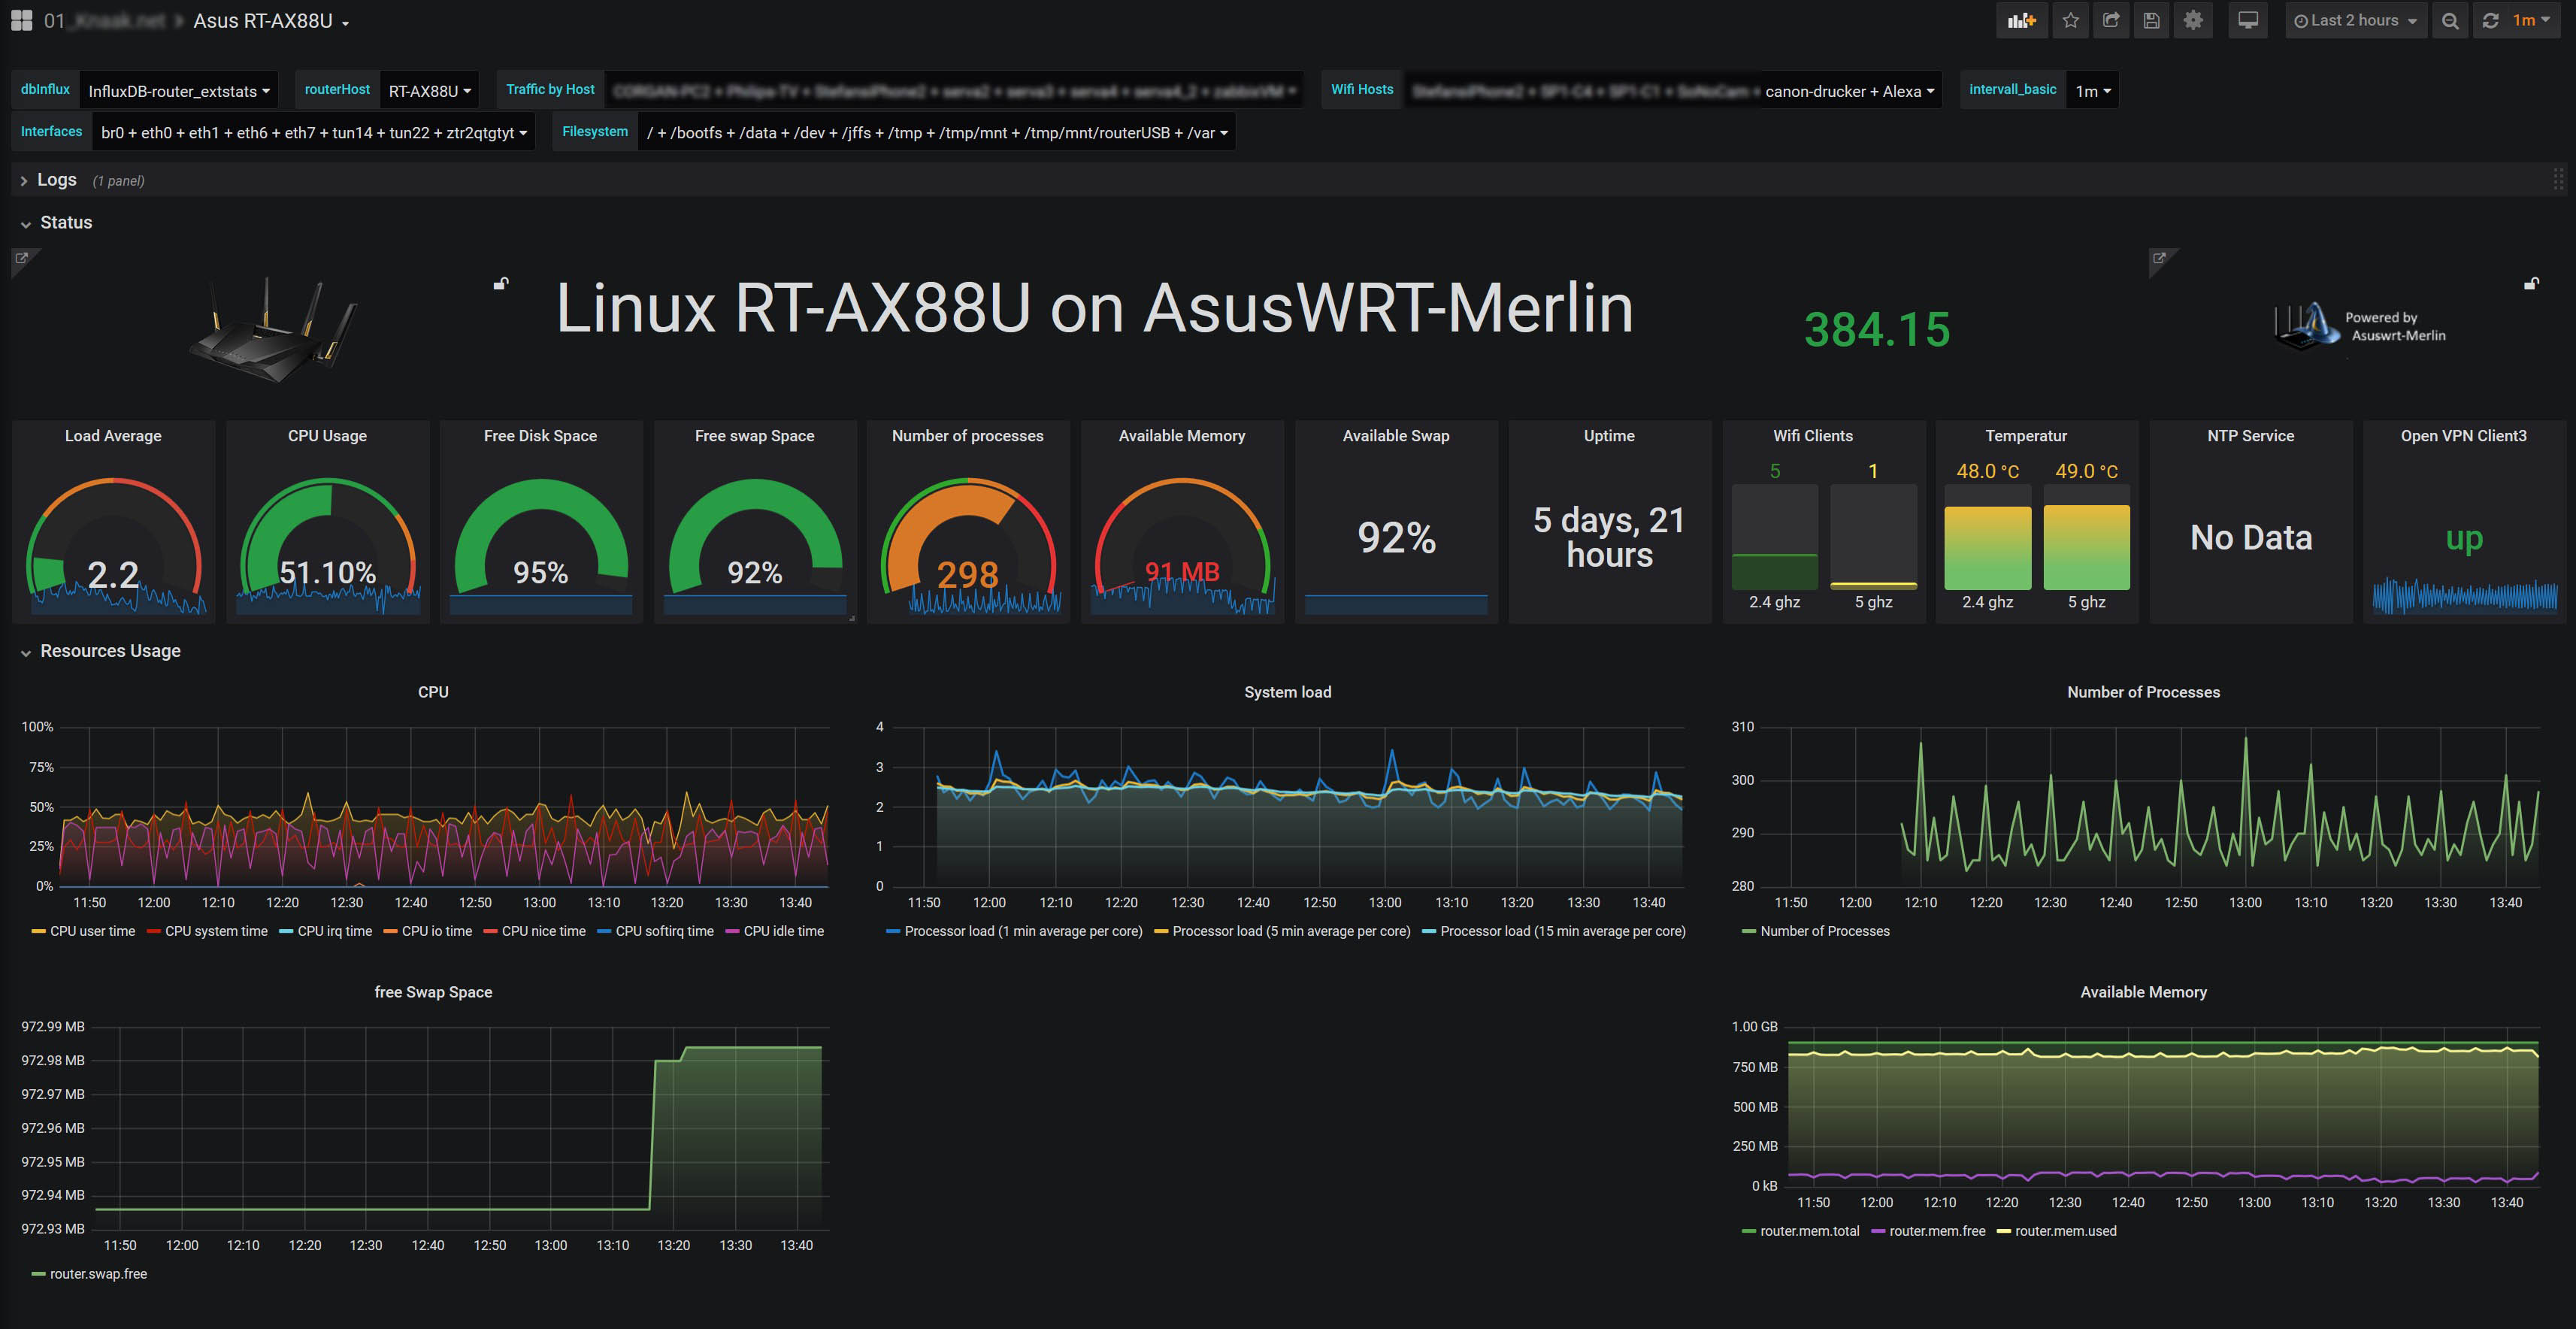 01 > Asus RT-AX88U
Last 2 hours 1m
dbInflux InfluxDB-router_extstats routerHost RT-AX88U Traffic by Host Wifi Hosts canon-drucker + Alexa intervall_basic 1m
Interfaces br0 + eth0 + eth1 + eth6 + eth7 + tun14 + tun22 + ztr2qtgtyt Filesystem / + /bootfs + /data + /dev + /jffs + /tmp + /tmp/mnt + /tmp/mnt/routerUSB + /var
Logs (1 panel)
Status
Linux RT-AX88U on AsusWRT-Merlin
384.15
Powered by
Asuswrt-Merlin
Load Average
2.2
CPU Usage
51.10%
Free Disk Space
95%
Free swap Space
92%
Number of processes
298
Available Memory
91 MB
Available Swap
92%
Uptime
5 days, 21
hours
Wifi Clients
5 1
2.4 ghz 5 ghz
Temperatur
48.0 °C 49.0 °C
2.4 ghz 5 ghz
NTP Service
No Data
Open VPN Client3
up
Resources Usage
CPU
100%
75%
50%
25%
0%
11:50 12:00 12:10 12:20 12:30 12:40 12:50 13:00 13:10 13:20 13:30 13:40
CPU user time CPU system time CPU irq time CPU io time CPU nice time CPU softirq time CPU idle time
System load
4
3
2
1
0
11:50 12:00 12:10 12:20 12:30 12:40 12:50 13:00 13:10 13:20 13:30 13:40
Processor load (1 min average per core) Processor load (5 min average per core) Processor load (15 min average per core)
Number of Processes
310
300
290
280
11:50 12:00 12:10 12:20 12:30 12:40 12:50 13:00 13:10 13:20 13:30 13:40
Number of Processes
free Swap Space
972.99 MB
972.98 MB
972.97 MB
972.96 MB
972.95 MB
972.94 MB
972.93 MB
11:50 12:00 12:10 12:20 12:30 12:40 12:50 13:00 13:10 13:20 13:30 13:40
router.swap.free
Available Memory
1.00 GB
750 MB
500 MB
250 MB
0 kB
11:50 12:00 12:10 12:20 12:30 12:40 12:50 13:00 13:10 13:20 13:30 13:40
router.mem.total router.mem.free router.mem.used